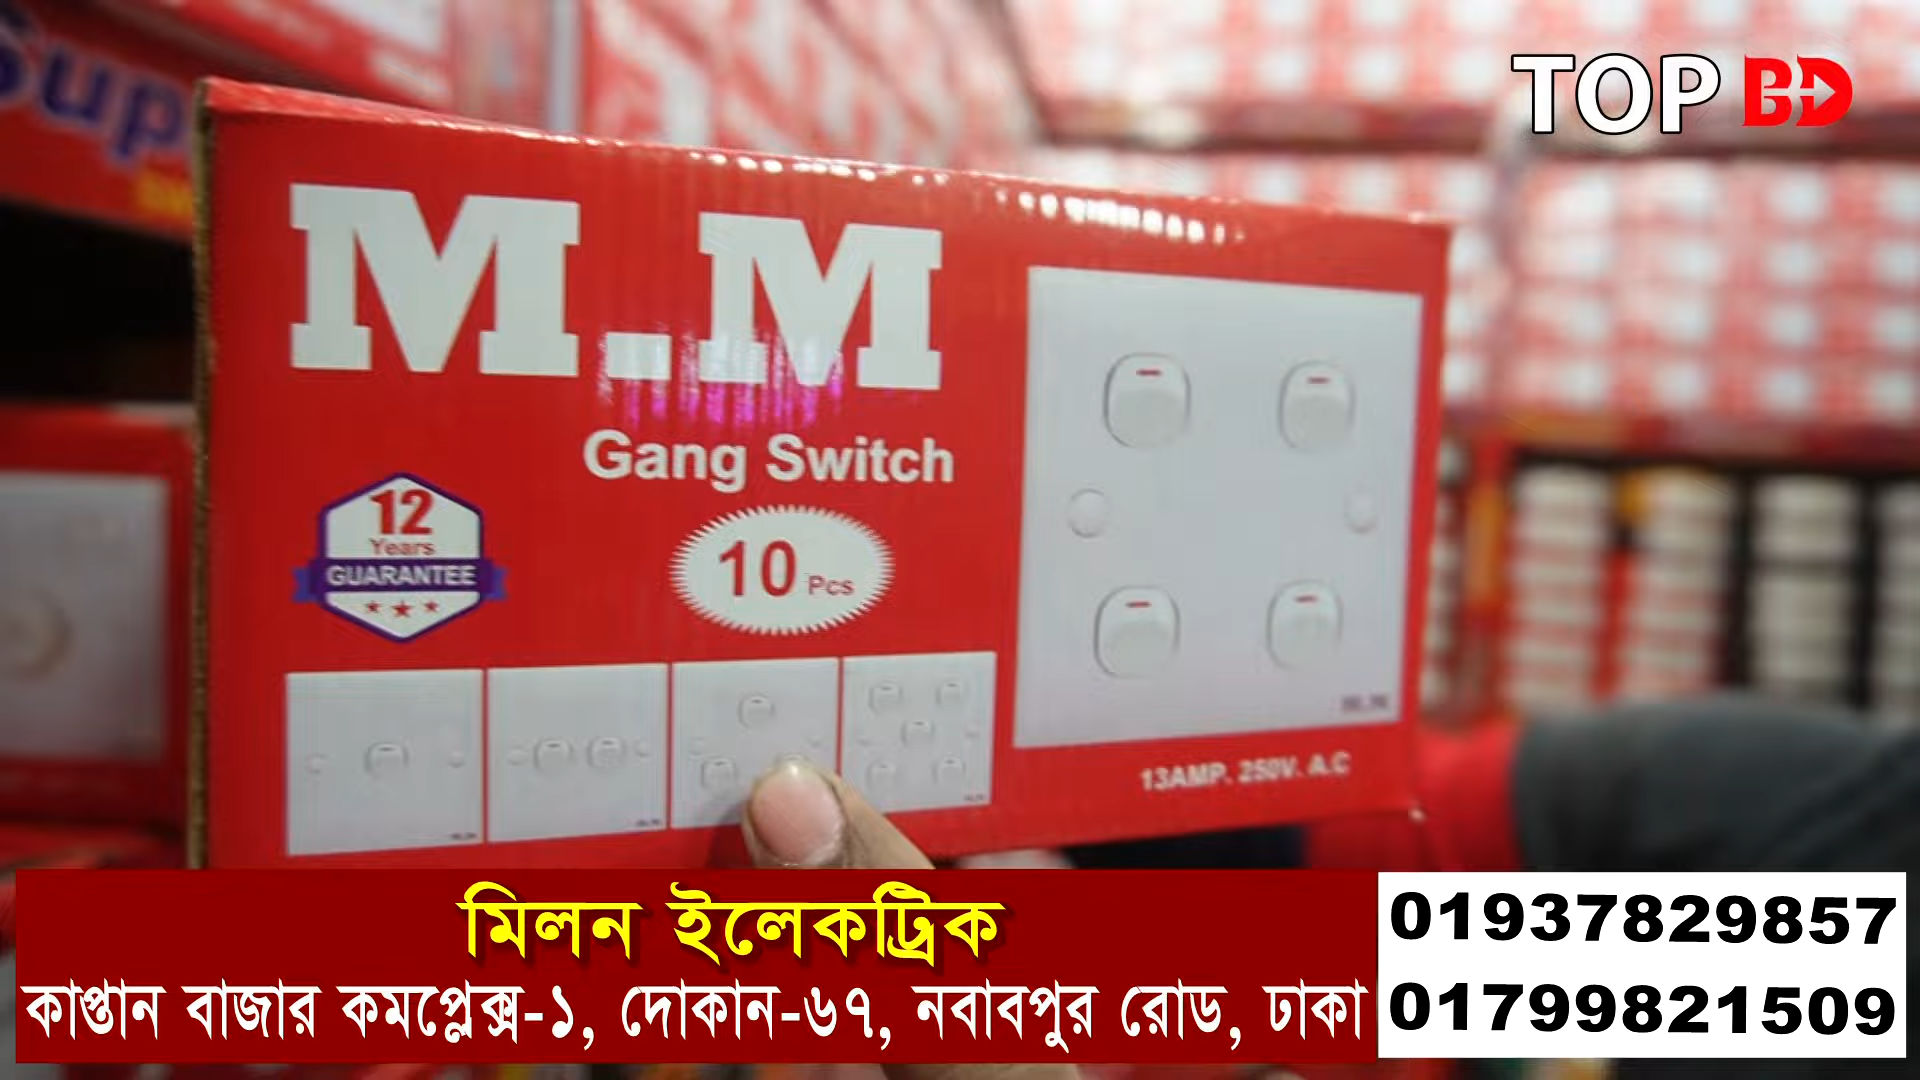 TOP BD
Sup
M.M
Gang Switch
12
Years
GUARANTEE
10 Pcs
13AMP. 250V. A.C
মিলন ইলেকট্রিক
কাপ্তান বাজার কমপ্লেক্স-১, দোকান-৬৭, নবাবপুর রোড, ঢাকা
01937829857
01799821509